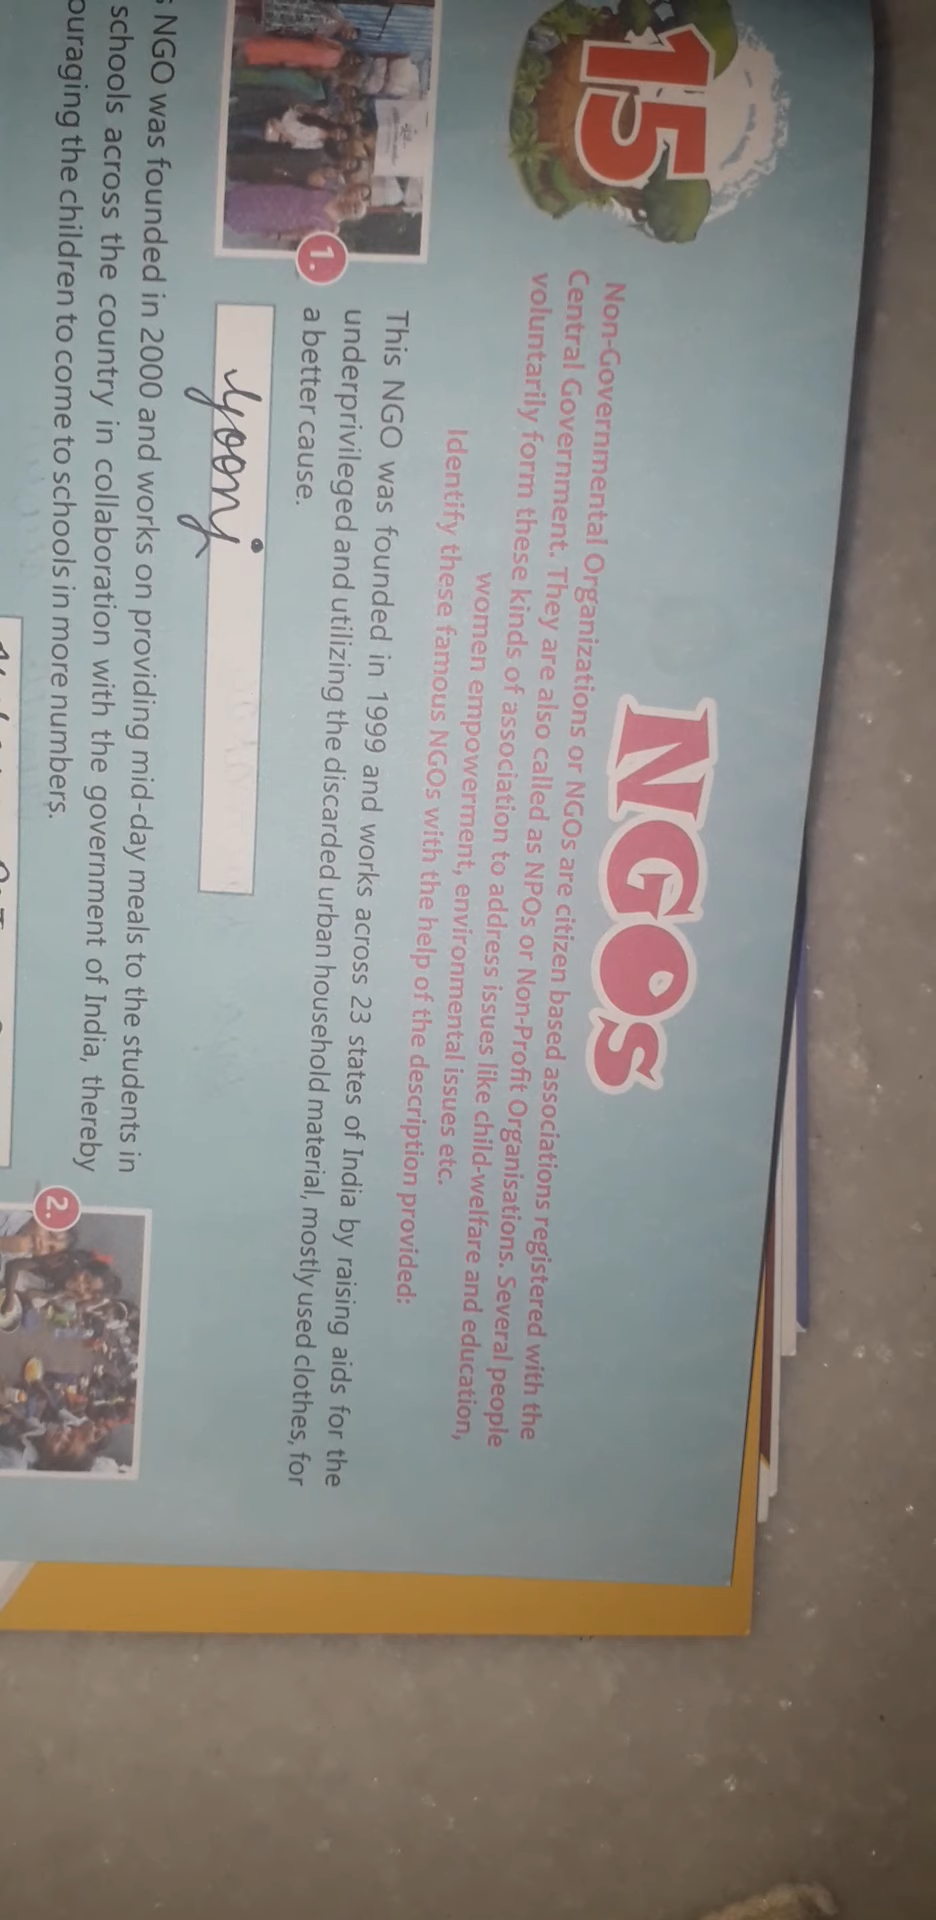 15
NGOs
Non-Governmental Organizations or NGOs are citizen based associations registered with the
Central Government. They are also called as NPOs or Non-Profit Organisations. Several people
voluntarily form these kinds of association to address issues like child-welfare and education,
women empowerment, environmental issues etc.
Identify these famous NGOs with the help of the description provided:
1.
This NGO was founded in 1999 and works across 23 states of India by raising aids for the
underprivileged and utilizing the discarded urban household material, mostly used clothes, for
a better cause.
goonj
NGO was founded in 2000 and works on providing mid-day meals to the students in
schools across the country in collaboration with the government of India, thereby
ouraging the children to come to schools in more numbers.
2.